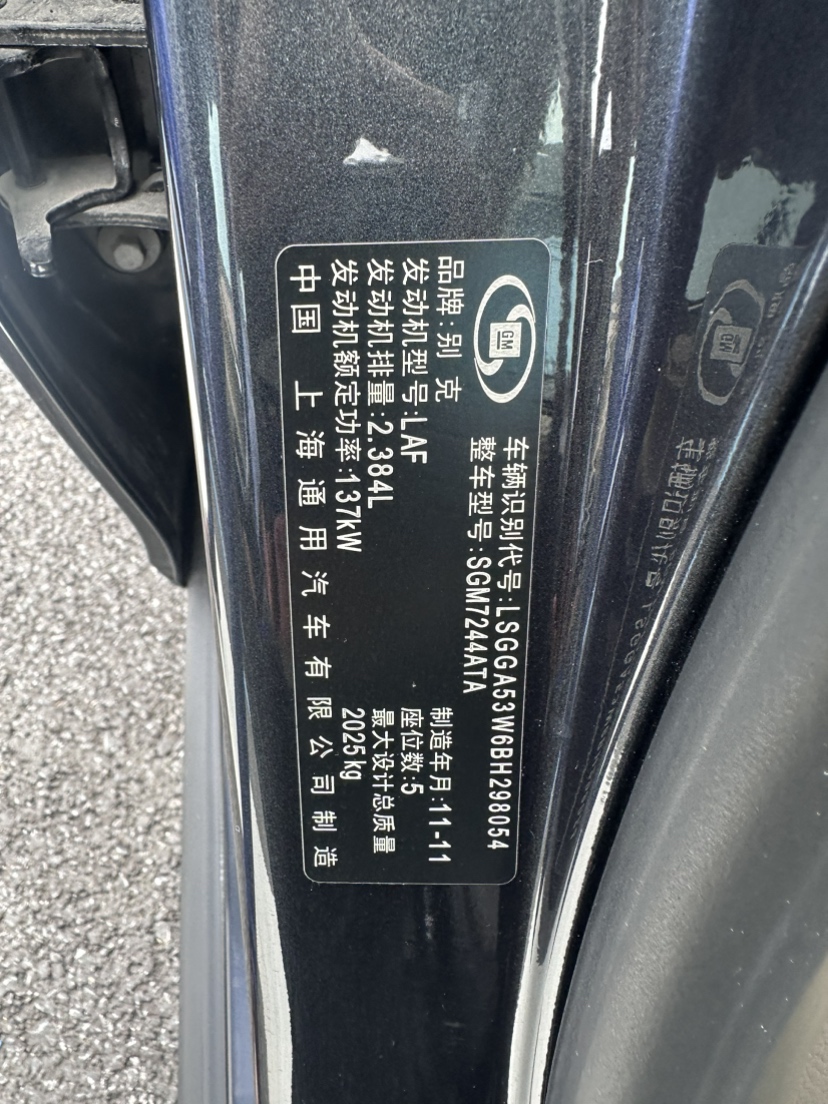 GM
车辆识别代号:LSGGA53W6BH298054
整车型号:SGM7244ATA
品牌:别克
制造年月:11-11
发动机型号:LAF
座位数:5
发动机排量:2.384L
最大设计总质量
发动机额定功率:137kW
2025kg
中国 上海通用汽车有限公司制造